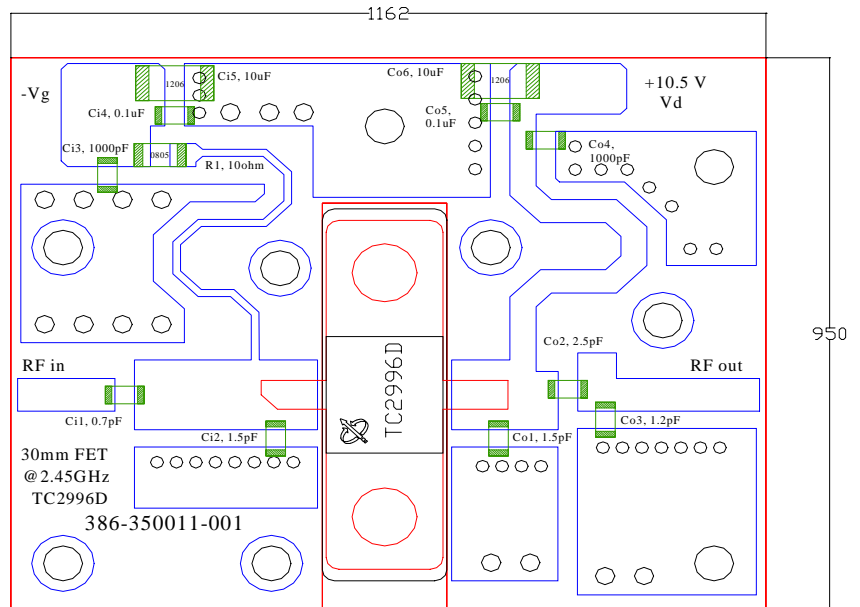 1162
Ci5, 10uF
Co6, 10uF
1206
1206
+10.5 V
Vd
-Vg
Ci4, 0.1uF
Co5,
0.1uF
Ci3, 1000pF
0805
R1, 10ohm
Co4,
1000pF
950
Co2, 2.5pF
RF in
RF out
TC2996D
Ci1, 0.7pF
Ci2, 1.5pF
Co1, 1.5pF
Co3, 1.2pF
30mm FET
@2.45GHz
TC2996D
386-350011-001